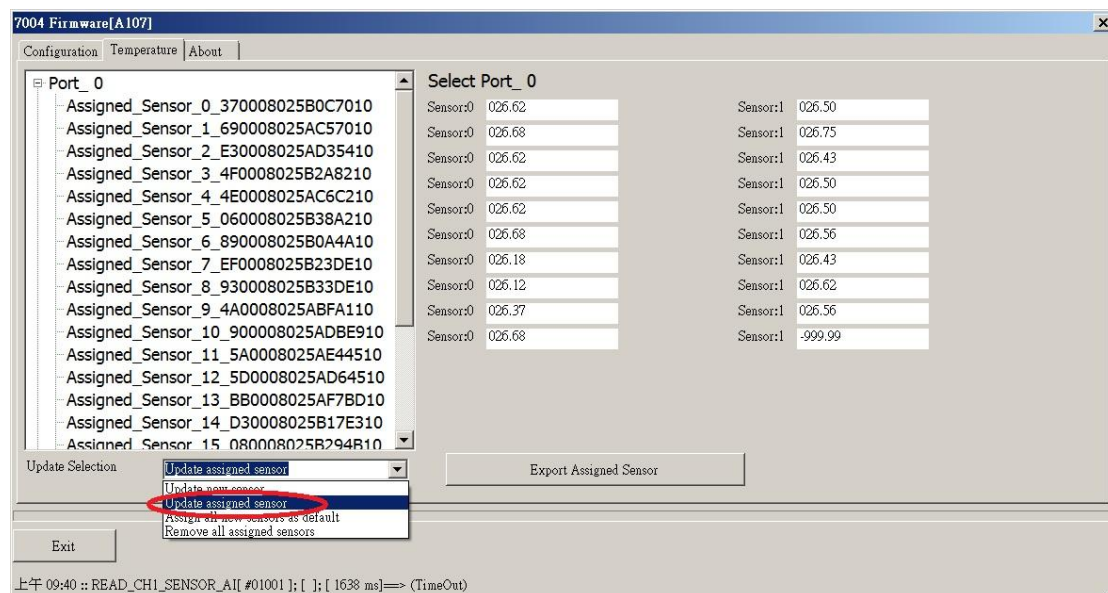 7004 Firmware[A107]
Configuration Temperature About
Port_ 0
Assigned_Sensor_0_370008025B0C7010
Assigned_Sensor_1_690008025AC57010
Assigned_Sensor_2_E30008025AD35410
Assigned_Sensor_3_4F0008025B2A8210
Assigned_Sensor_4_4E0008025AC6C210
Assigned_Sensor_5_060008025B38A210
Assigned_Sensor_6_890008025B0A4A10
Assigned_Sensor_7_EF0008025B23DE10
Assigned_Sensor_8_930008025B33DE10
Assigned_Sensor_9_4A0008025ABFA110
Assigned_Sensor_10_900008025ADBE910
Assigned_Sensor_11_5A0008025AE44510
Assigned_Sensor_12_5D0008025AD64510
Assigned_Sensor_13_BB0008025AF7BD10
Assigned_Sensor_14_D30008025B17E310
Assigned_Sensor_15_080008025B294B10
Select Port_ 0
Sensor:0 026.62 Sensor:1 026.50
Sensor:0 026.68 Sensor:1 026.75
Sensor:0 026.62 Sensor:1 026.43
Sensor:0 026.62 Sensor:1 026.50
Sensor:0 026.62 Sensor:1 026.50
Sensor:0 026.68 Sensor:1 026.56
Sensor:0 026.18 Sensor:1 026.43
Sensor:0 026.12 Sensor:1 026.62
Sensor:0 026.37 Sensor:1 026.56
Sensor:0 026.68 Sensor:1 -999.99
Update Selection Update assigned sensor Export Assigned Sensor
Update new sensor
Update assigned sensor
Assign all new sensors as default
Remove all assigned sensors
Exit
上午 09:40 :: READ_CH1_SENSOR_AI[ #01001 ]; [ ]; [ 1638 ms]==> (TimeOut)